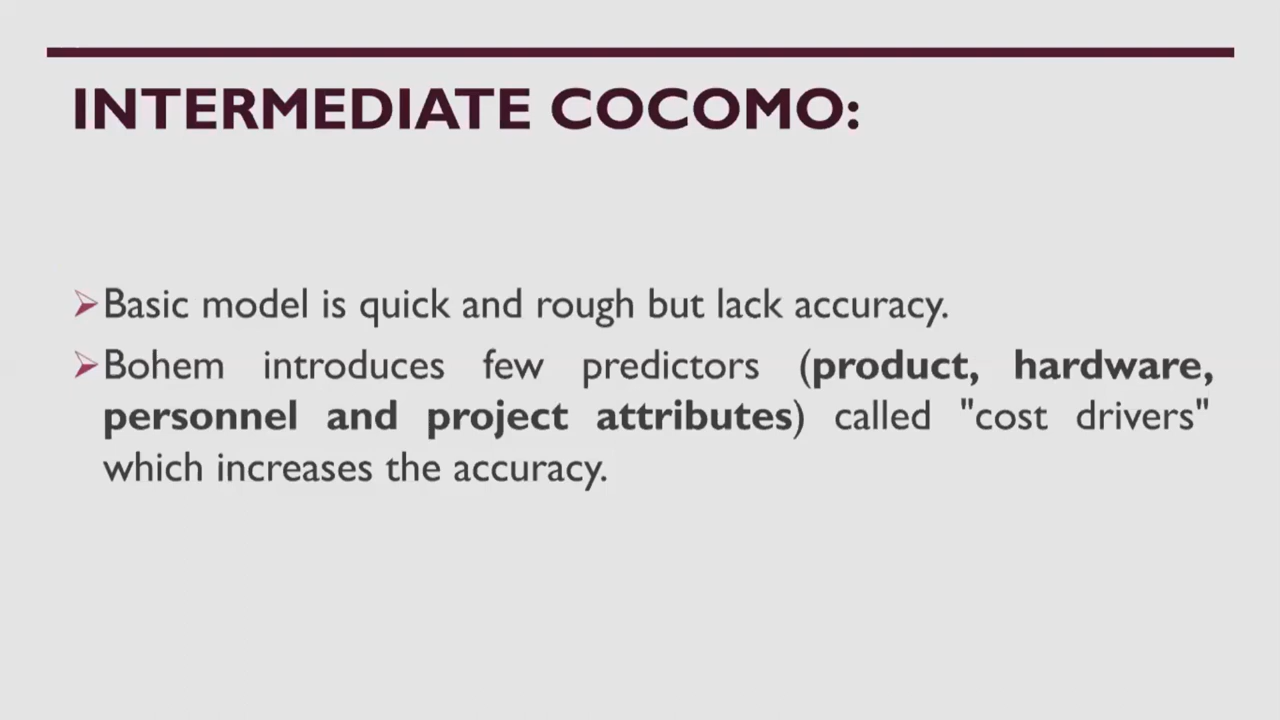 INTERMEDIATE COCOMO:
Basic model is quick and rough but lack accuracy.
Bohem introduces few predictors (product, hardware,
personnel and project attributes) called "cost drivers"
which increases the accuracy.